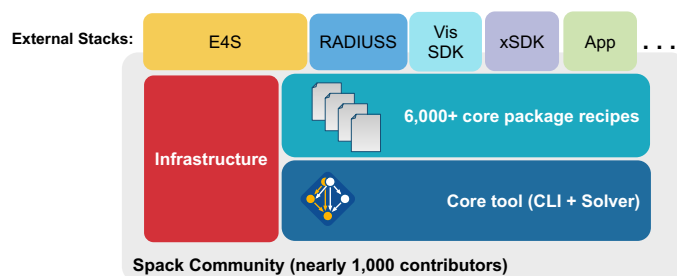 External Stacks:
E4S
RADIUSS
Vis
SDK
xSDK
App
. . .
Infrastructure
6,000+ core package recipes
Core tool (CLI + Solver)
Spack Community (nearly 1,000 contributors)